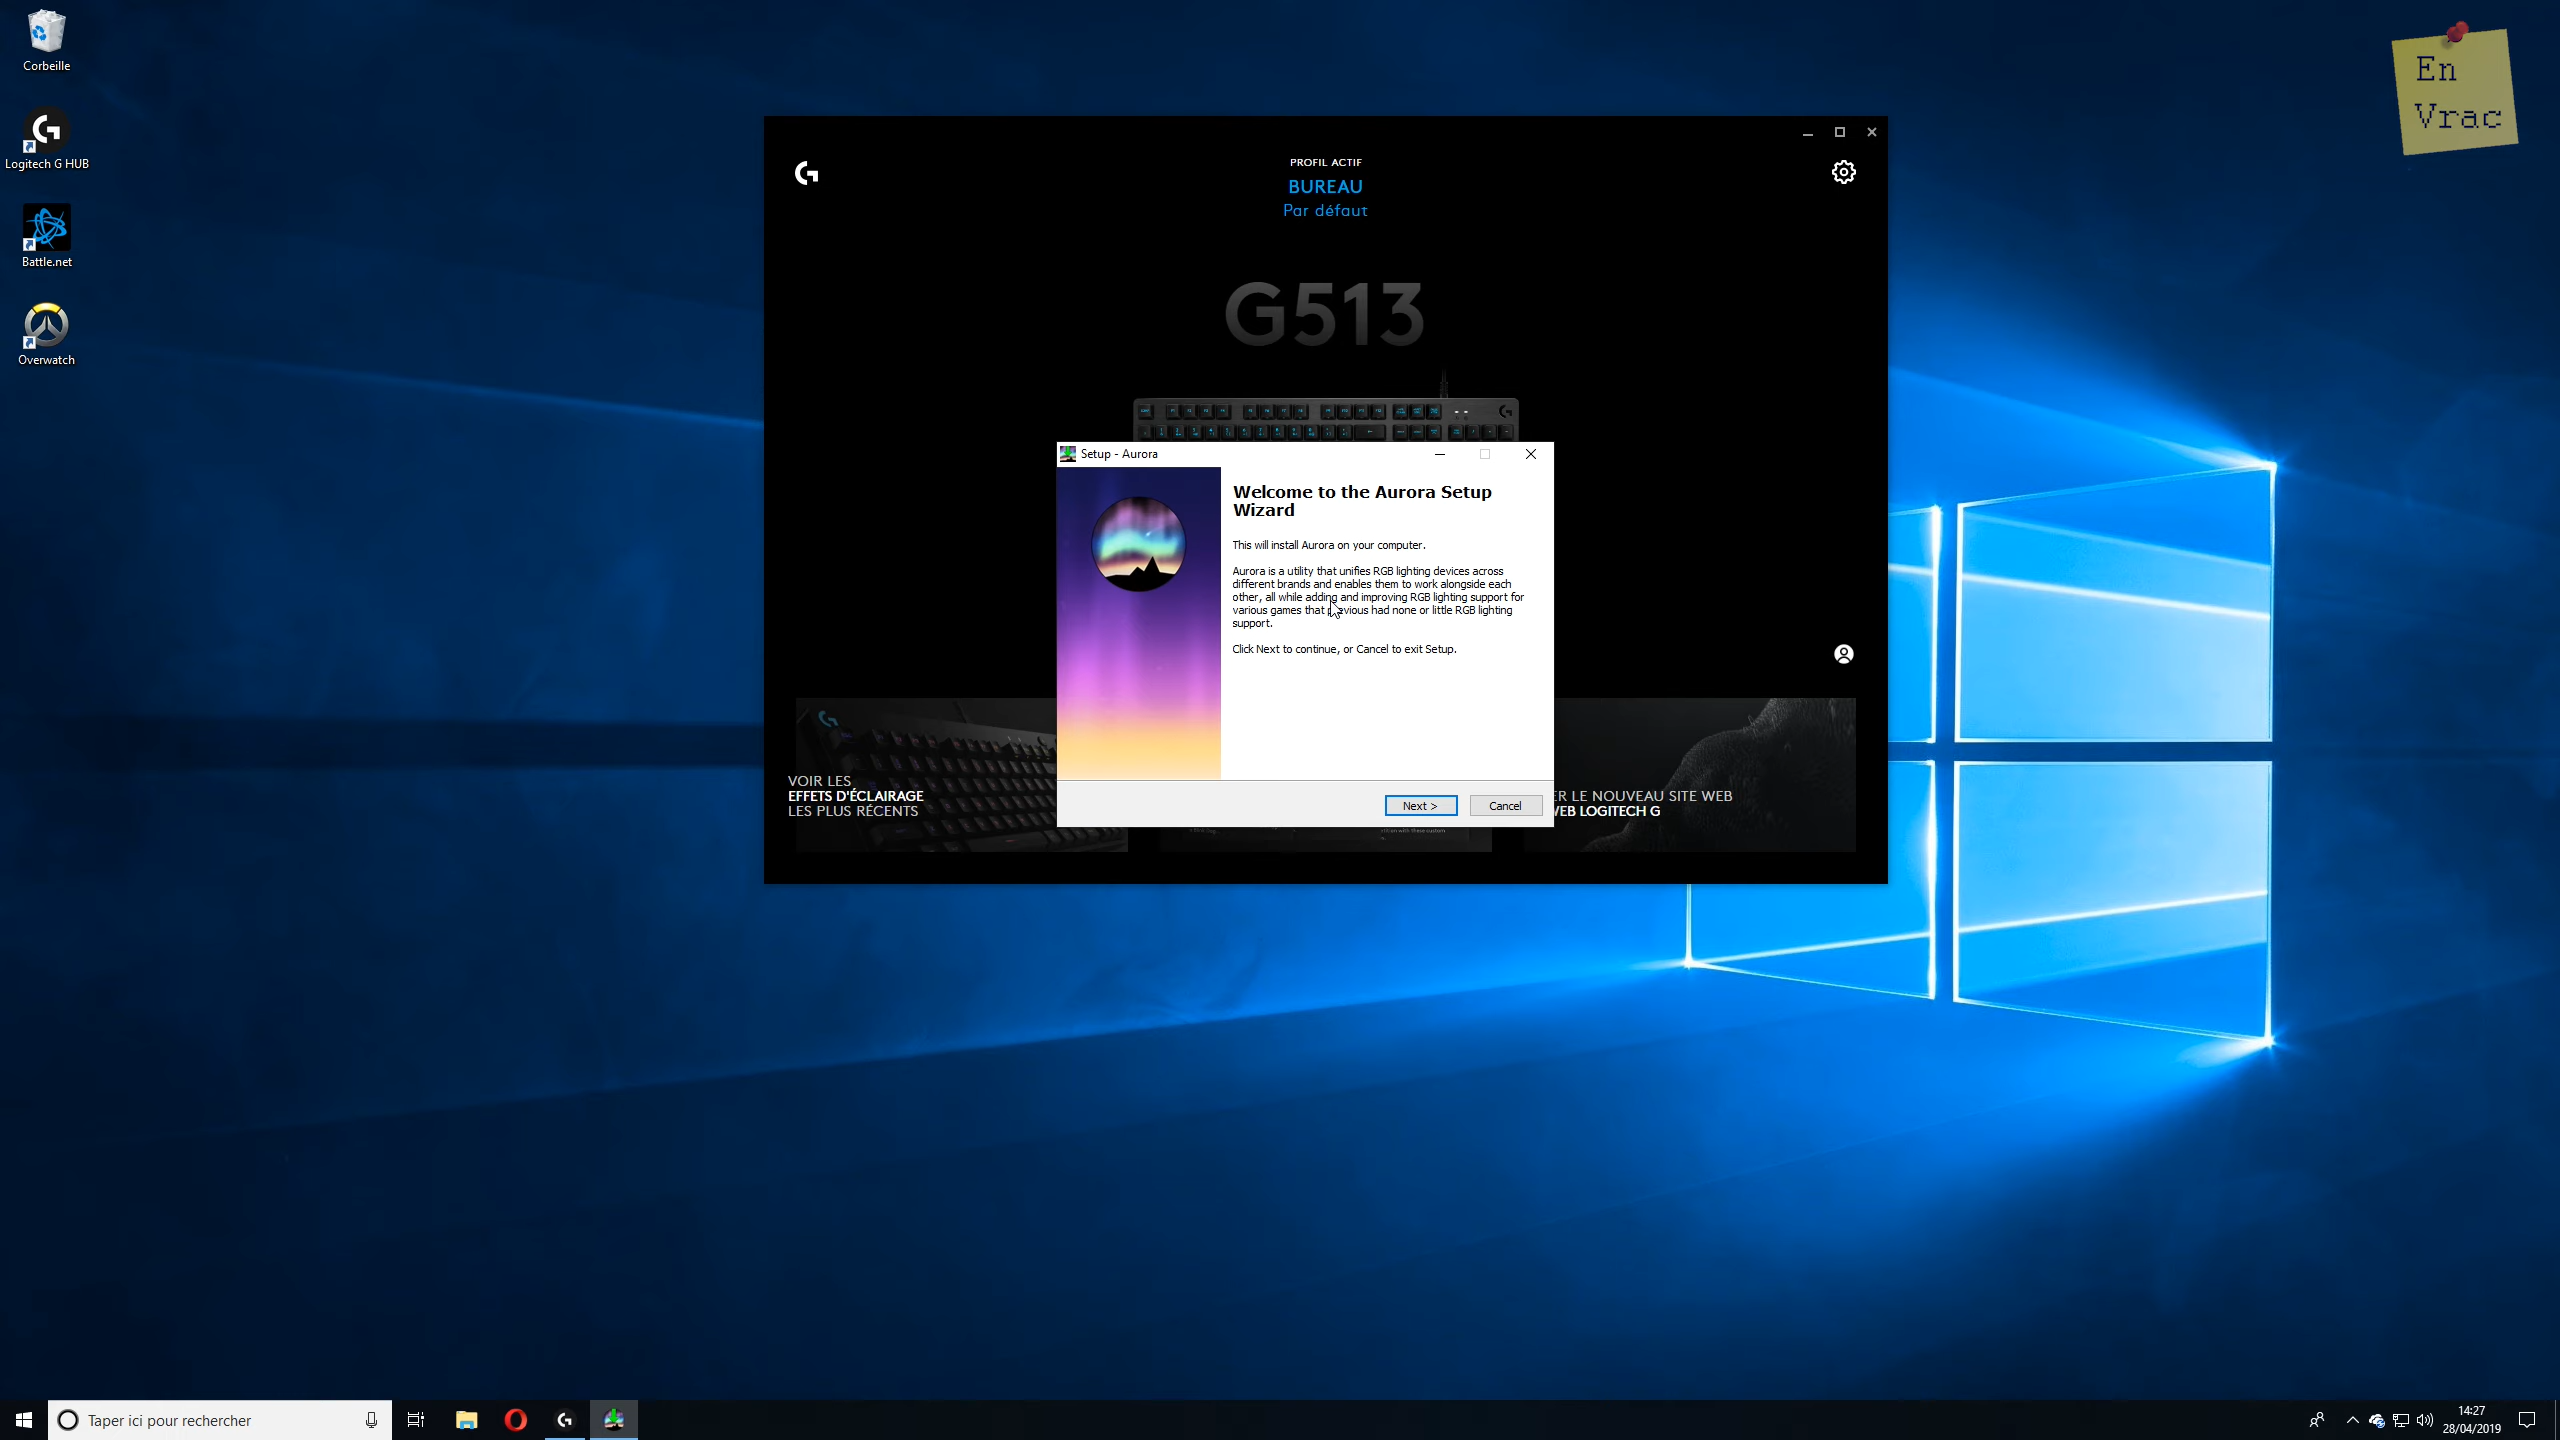 Corbeille
Logitech G HUB
Battle.net
Overwatch
En
Vrac
PROFIL ACTIF
BUREAU
Par défaut
G513
Setup - Aurora
Welcome to the Aurora Setup
Wizard
This will install Aurora on your computer.
Aurora is a utility that unifies RGB lighting devices across
different brands and enables them to work alongside each
other, all while adding and improving RGB lighting support for
various games that previous had none or little RGB lighting
support.
Click Next to continue, or Cancel to exit Setup.
Next >
Cancel
VOIR LES
EFFETS D'ÉCLAIRAGE
LES PLUS RÉCENTS
ER LE NOUVEAU SITE WEB
WEB LOGITECH G
Taper ici pour rechercher
14:27
28/04/2019